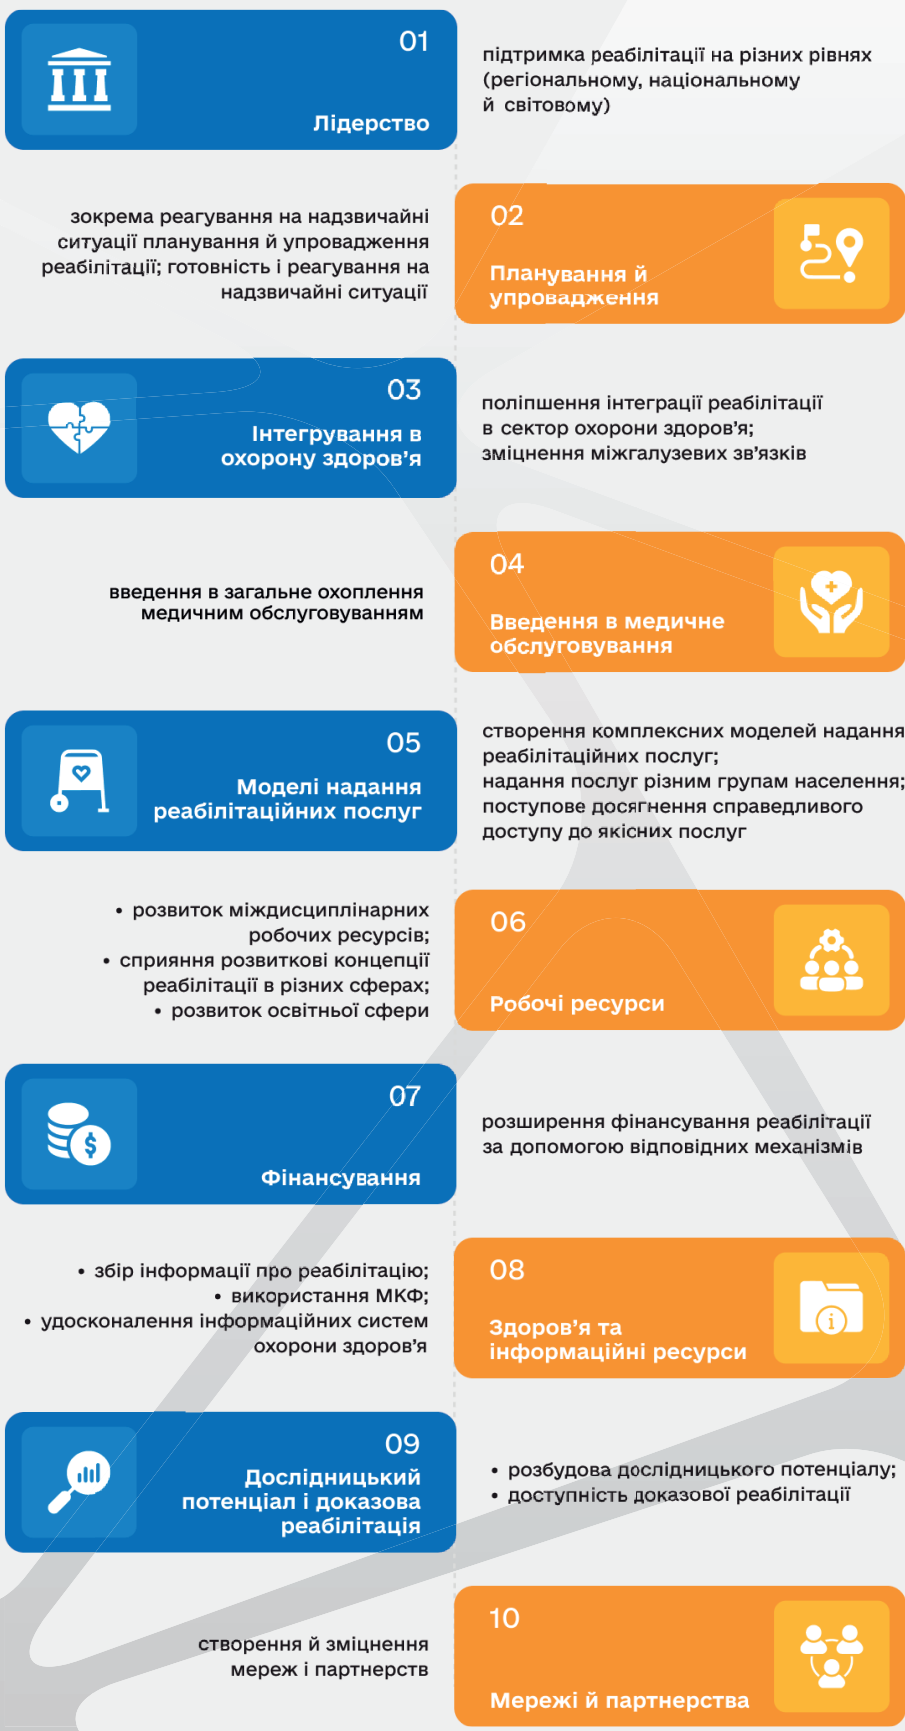 01
Лідерство
підтримка реабілітації на різних рівнях
(регіональному, національному
й світовому)
02
Планування й
упровадження
зокрема реагування на надзвичайні
ситуації планування й упровадження
реабілітації; готовність і реагування на
надзвичайні ситуації
03
Інтегрування в
охорону здоров'я
поліпшення інтеграції реабілітації
в сектор охорони здоров'я;
зміцнення міжгалузевих зв'язків
04
Введення в медичне
обслуговування
введення в загальне охоплення
медичним обслуговуванням
05
Моделі надання
реабілітаційних послуг
створення комплексних моделей надання
реабілітаційних послуг;
надання послуг різним групам населення;
поступове досягнення справедливого
доступу до якісних послуг
06
Робочі ресурси
• розвиток міждисциплінарних
робочих ресурсів;
• сприяння розвиткові концепції
реабілітації в різних сферах;
• розвиток освітньої сфери
07
Фінансування
розширення фінансування реабілітації
за допомогою відповідних механізмів
08
Здоров'я та
інформаційні ресурси
• збір інформації про реабілітацію;
• використання МКФ;
• удосконалення інформаційних систем
охорони здоров'я
09
Дослідницький
потенціал і доказова
реабілітація
• розбудова дослідницького потенціалу;
• доступність доказової реабілітації
10
Мережі й партнерства
створення й зміцнення
мереж і партнерств